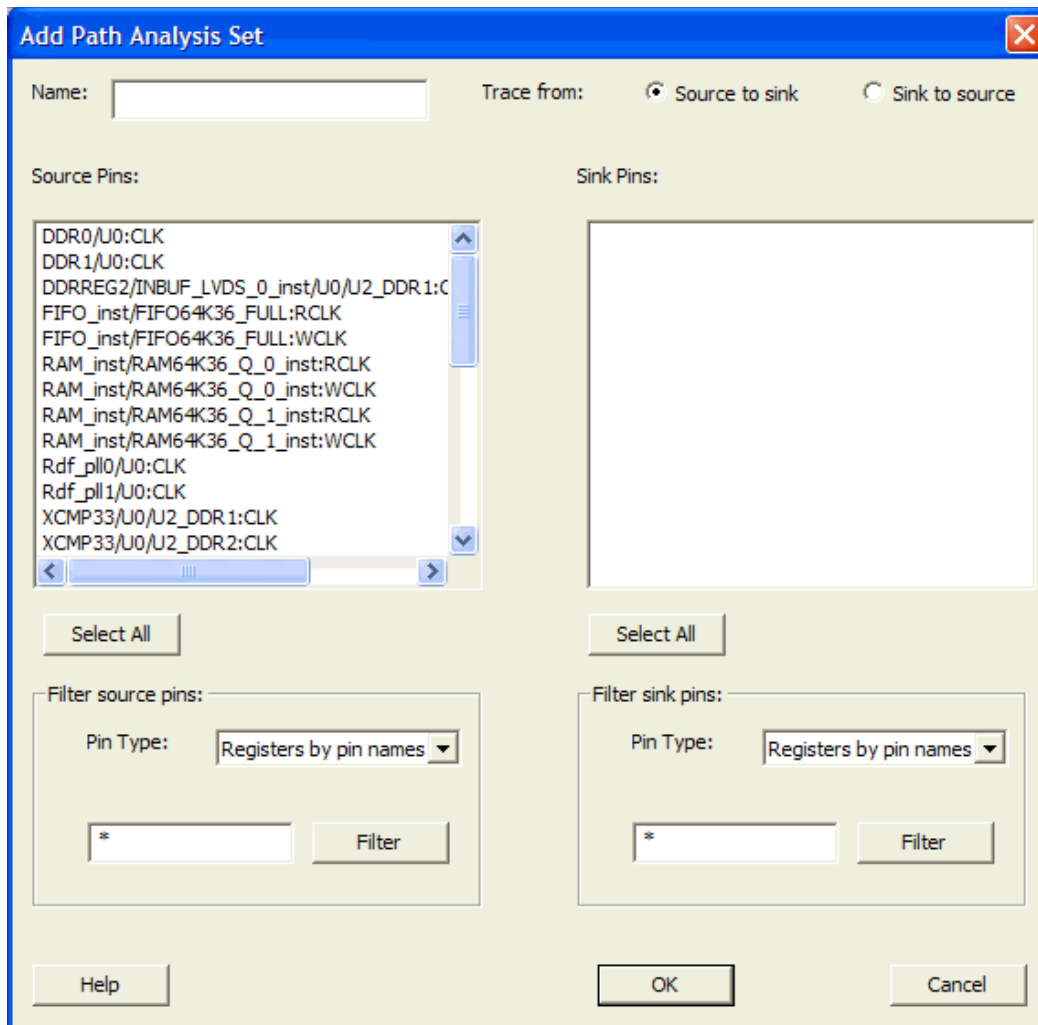 Add Path Analysis Set
Name: Trace from: Source to sink Sink to source
Source Pins: Sink Pins:
DDR0/U0:CLK
DDR1/U0:CLK
DDRREG2/INBUF_LVDS_0_inst/U0/U2_DDR1:C
FIFO_inst/FIFO64K36_FULL:RCLK
FIFO_inst/FIFO64K36_FULL:WCLK
RAM_inst/RAM64K36_Q_0_inst:RCLK
RAM_inst/RAM64K36_Q_0_inst:WCLK
RAM_inst/RAM64K36_Q_1_inst:RCLK
RAM_inst/RAM64K36_Q_1_inst:WCLK
Rdf_pll0/U0:CLK
Rdf_pll1/U0:CLK
XCMP33/U0/U2_DDR1:CLK
XCMP33/U0/U2_DDR2:CLK
Select All Select All
Filter source pins: Filter sink pins:
Pin Type: Registers by pin names Pin Type: Registers by pin names
* Filter * Filter
Help OK Cancel